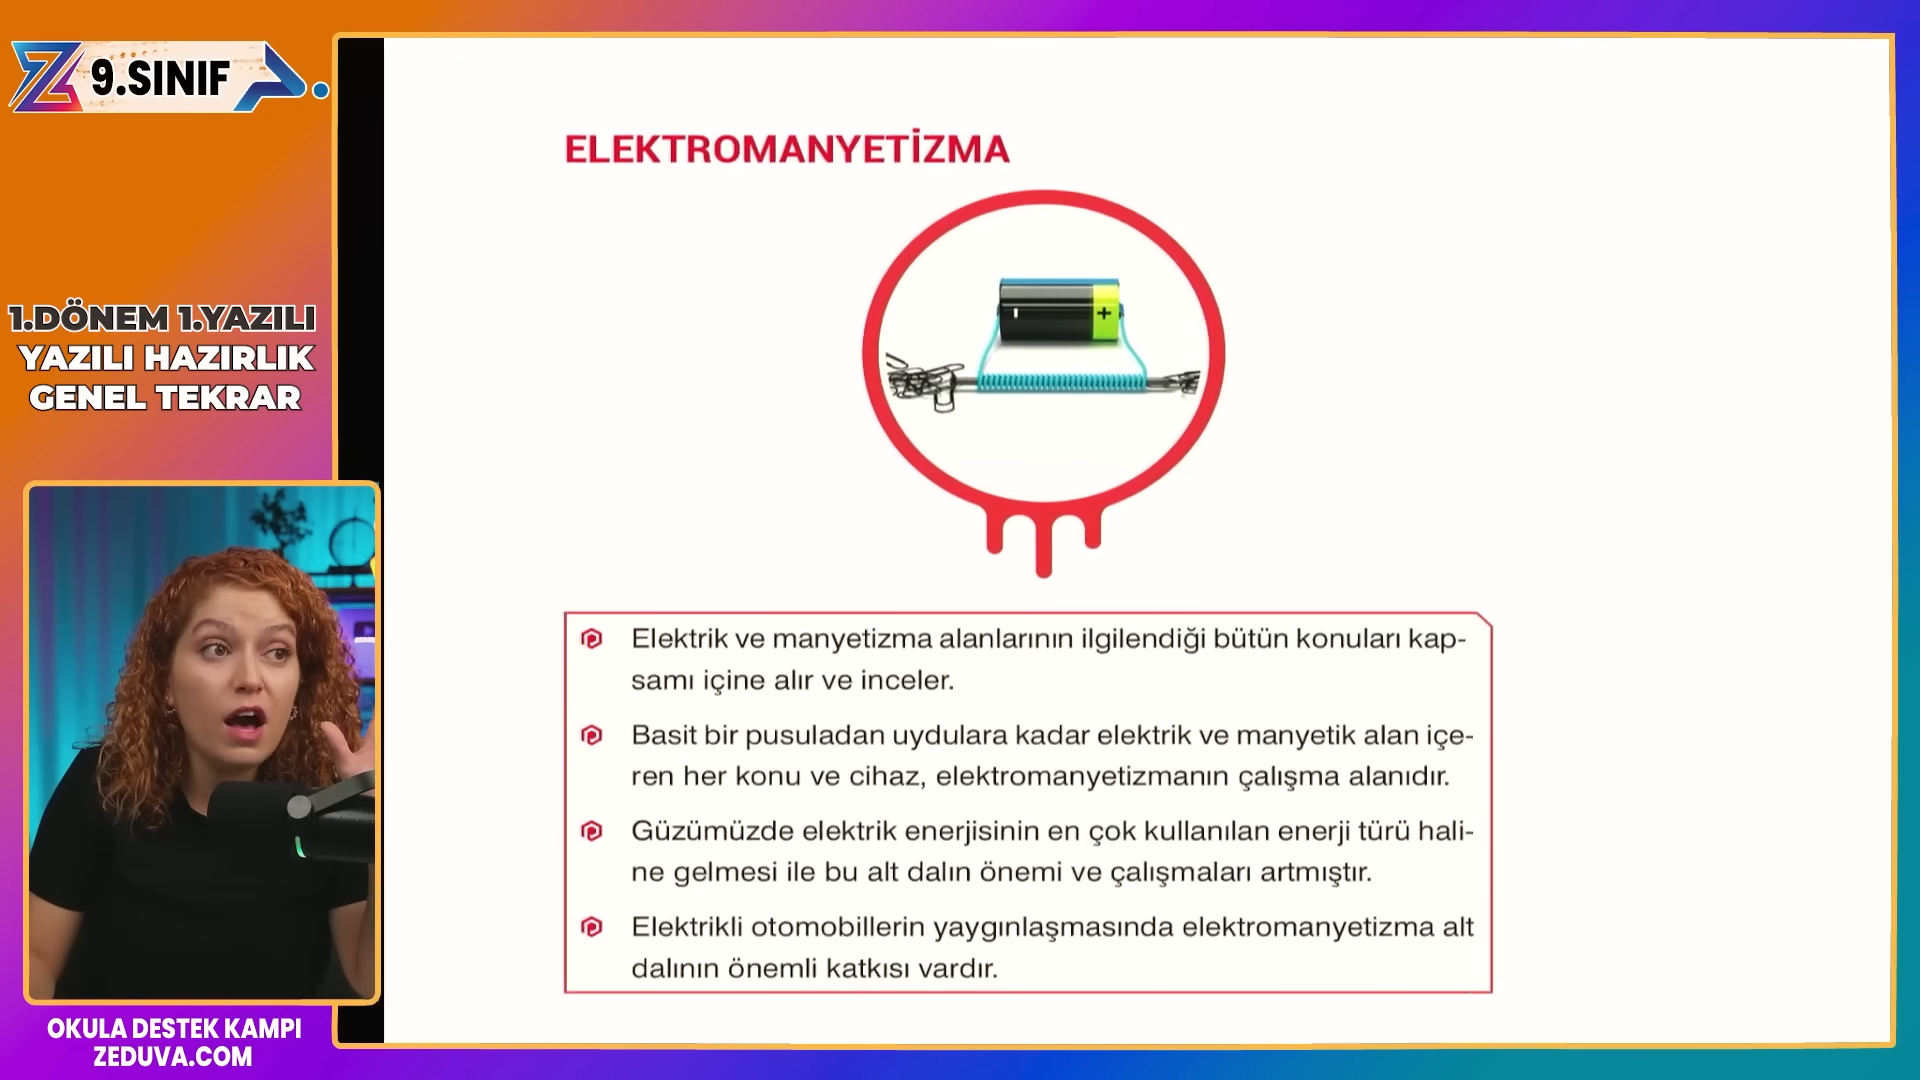 9.SINIF
1.DÖNEM 1.YAZILI
YAZILI HAZIRLIK
GENEL TEKRAR
OKULA DESTEK KAMPI
ZEDUVA.COM
ELEKTROMANYETİZMA
- +
Elektrik ve manyetizma alanlarının ilgilendiği bütün konuları kap-
samı içine alır ve inceler.
Basit bir pusuladan uydulara kadar elektrik ve manyetik alan içe-
ren her konu ve cihaz, elektromanyetizmanın çalışma alanıdır.
Güzümüzde elektrik enerjisinin en çok kullanılan enerji türü hali-
ne gelmesi ile bu alt dalın önemi ve çalışmaları artmıştır.
Elektrikli otomobillerin yaygınlaşmasında elektromanyetizma alt
dalının önemli katkısı vardır.